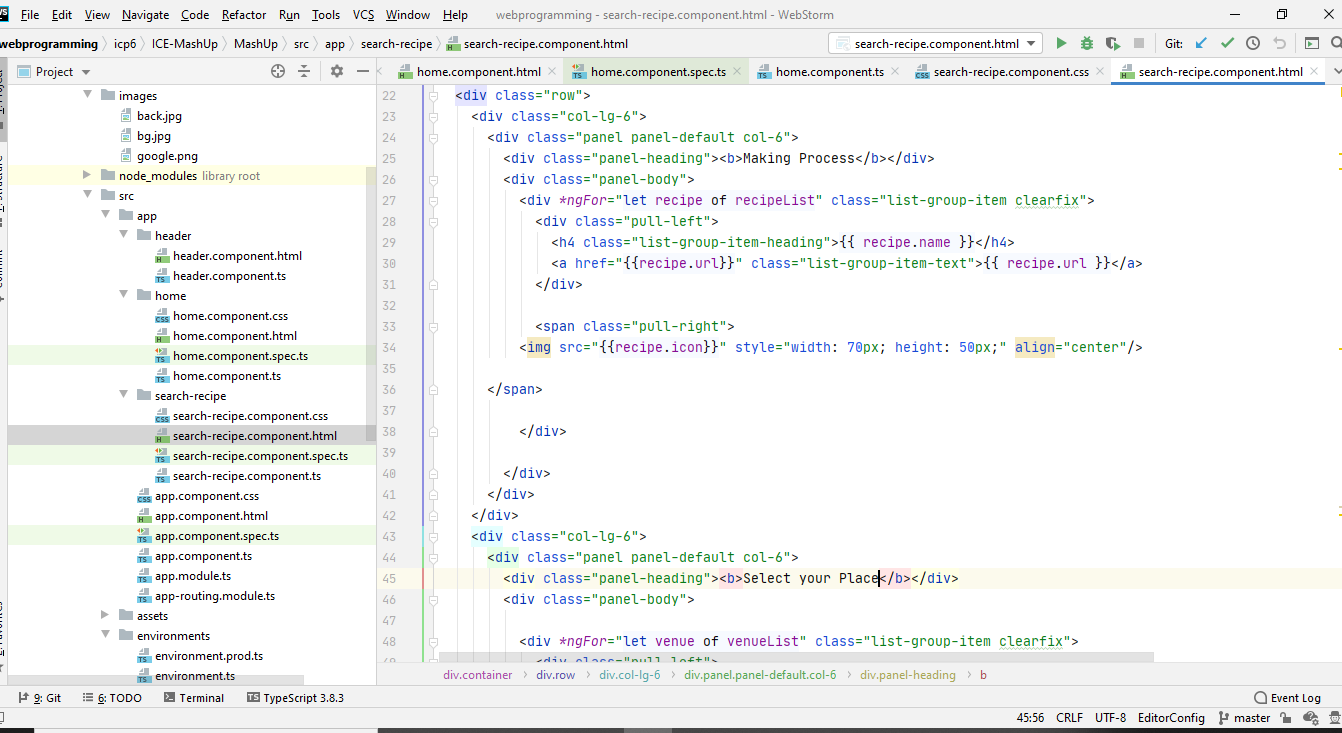 File Edit View Navigate Code Refactor Run Tools VCS Window Help webprogramming - search-recipe.component.html - WebStorm
webprogramming icp6 ICE-MashUp MashUp src app search-recipe search-recipe.component.html search-recipe.component.html Git:
Project home.component.html home.component.spec.ts home.component.ts search-recipe.component.css search-recipe.component.html
images
back.jpg
bg.jpg
google.png
node_modules library root
src
app
header
header.component.html
header.component.ts
home
home.component.css
home.component.html
home.component.spec.ts
home.component.ts
search-recipe
search-recipe.component.css
search-recipe.component.html
search-recipe.component.spec.ts
search-recipe.component.ts
app.component.css
app.component.html
app.component.spec.ts
app.component.ts
app.module.ts
app-routing.module.ts
assets
environments
environment.prod.ts
environment.ts
22 <div class="row">
23 <div class="col-lg-6">
24 <div class="panel panel-default col-6">
25 <div class="panel-heading"><b>Making Process</b></div>
26 <div class="panel-body">
27 <div *ngFor="let recipe of recipeList" class="list-group-item clearfix">
28 <div class="pull-left">
29 <h4 class="list-group-item-heading">{{ recipe.name }}</h4>
30 <a href="{{recipe.url}}" class="list-group-item-text">{{ recipe.url }}</a>
31 </div>
32
33 <span class="pull-right">
34 <img src="{{recipe.icon}}" style="width: 70px; height: 50px;" align="center"/>
35
36 </span>
37
38 </div>
39
40 </div>
41 </div>
42 </div>
43 <div class="col-lg-6">
44 <div class="panel panel-default col-6">
45 <div class="panel-heading"><b>Select your Place</b></div>
46 <div class="panel-body">
47
48 <div *ngFor="let venue of venueList" class="list-group-item clearfix">
49 <div class="pull-left">
div.container div.row div.col-lg-6 div.panel.panel-default.col-6 div.panel-heading b
9: Git 6: TODO Terminal TypeScript 3.8.3 Event Log
45:56 CRLF UTF-8 EditorConfig master